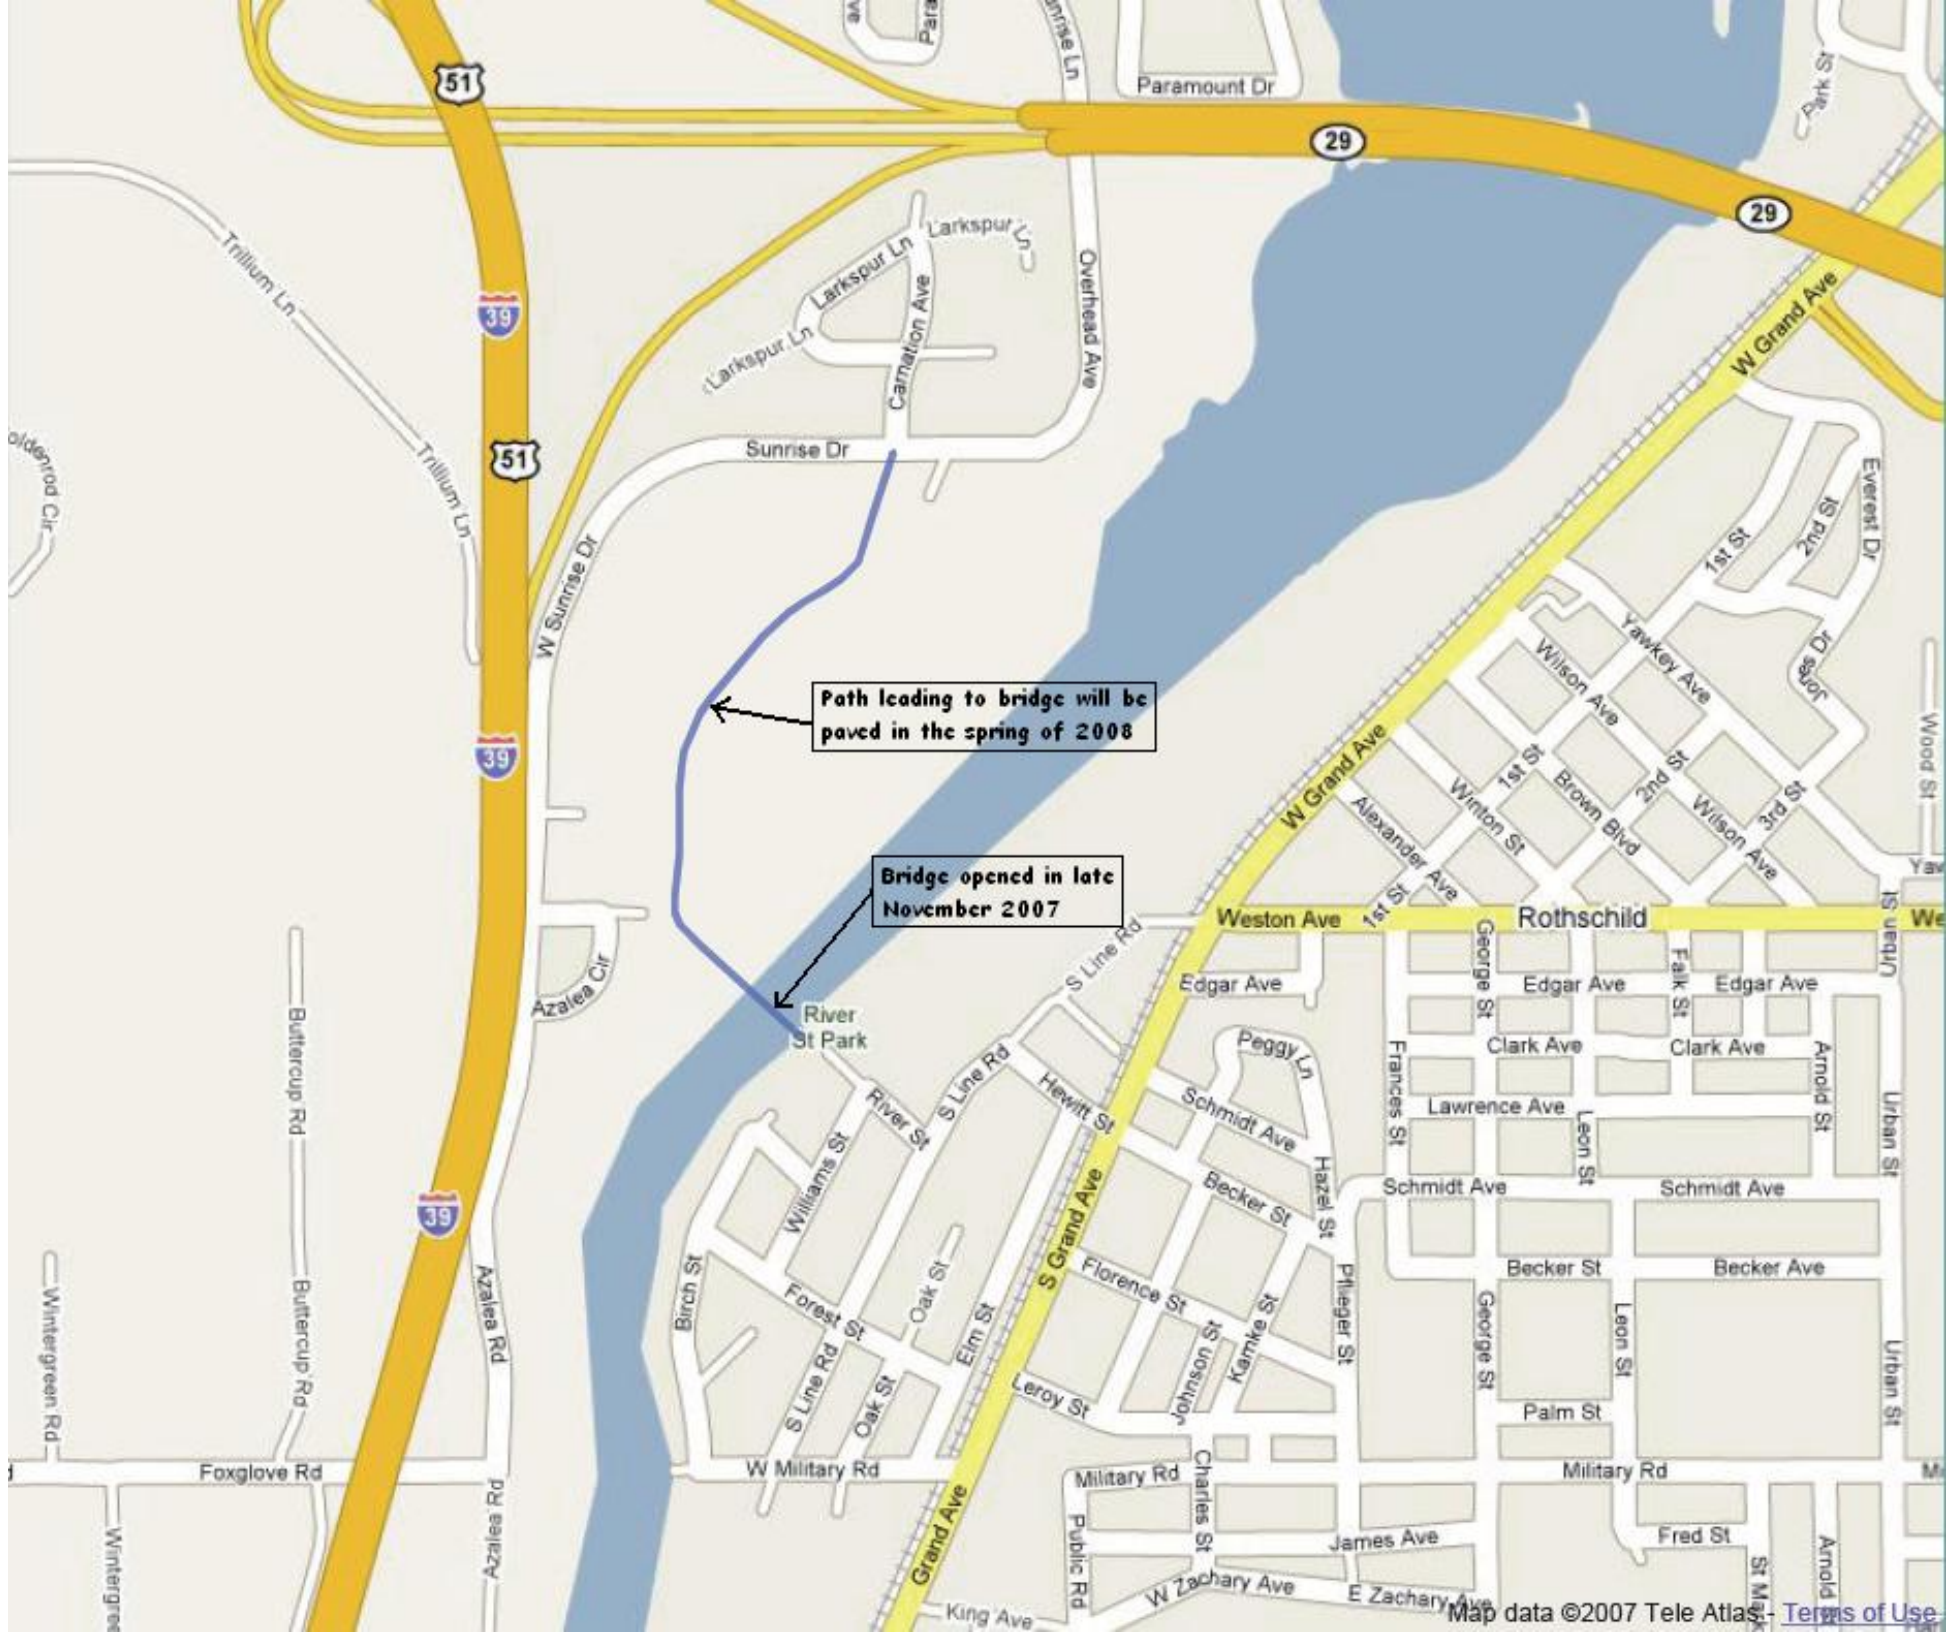 51
Paramount Dr
Park St
29
29
Larkspur Ln
Larkspur Ln
Larkspur Ln
Trillium Ln
Overhead Ave
Carnation Ave
39
W Grand Ave
Sunrise Dr
51
Trillium Ln
Everest Dr
2nd St
1st St
W Sunrise Dr
Yawkey Ave
Wilson Ave
Jones Dr
Path leading to bridge will be
paved in the spring of 2008
39
Wood St
W Grand Ave
1st St
2nd St
3rd St
Winton St
Brown Blvd
Wilson Ave
Alexander Ave
Bridge opened in late
November 2007
1st St
Weston Ave
Rothschild
We
S Line Rd
Urban St
Azalea Cir
Edgar Ave
George St
Edgar Ave
Falk St
Edgar Ave
River
St Park
Peggy Ln
Clark Ave
Clark Ave
Buttercup Rd
S Line Rd
Hewitt St
Frances St
Arnold St
River St
Schmidt Ave
Lawrence Ave
Leon St
Urban St
Williams St
Hazel St
Becker St
Schmidt Ave
Schmidt Ave
39
S Grand Ave
Florence St
Becker St
Becker Ave
Birch St
Oak St
Pflieger St
Azalea Rd
Forest St
Elm St
Kamke St
Johnson St
George St
Leon St
Urban St
Wintergreen Rd
Buttercup Rd
S Line Rd
Oak St
Leroy St
Palm St
Foxglove Rd
W Military Rd
Military Rd
Charles St
Military Rd
Azalea Rd
Grand Ave
Public Rd
James Ave
Fred St
W Zachary Ave
E Zachary Ave
King Ave
Map data ©2007 Tele Atlas - Terms of Use